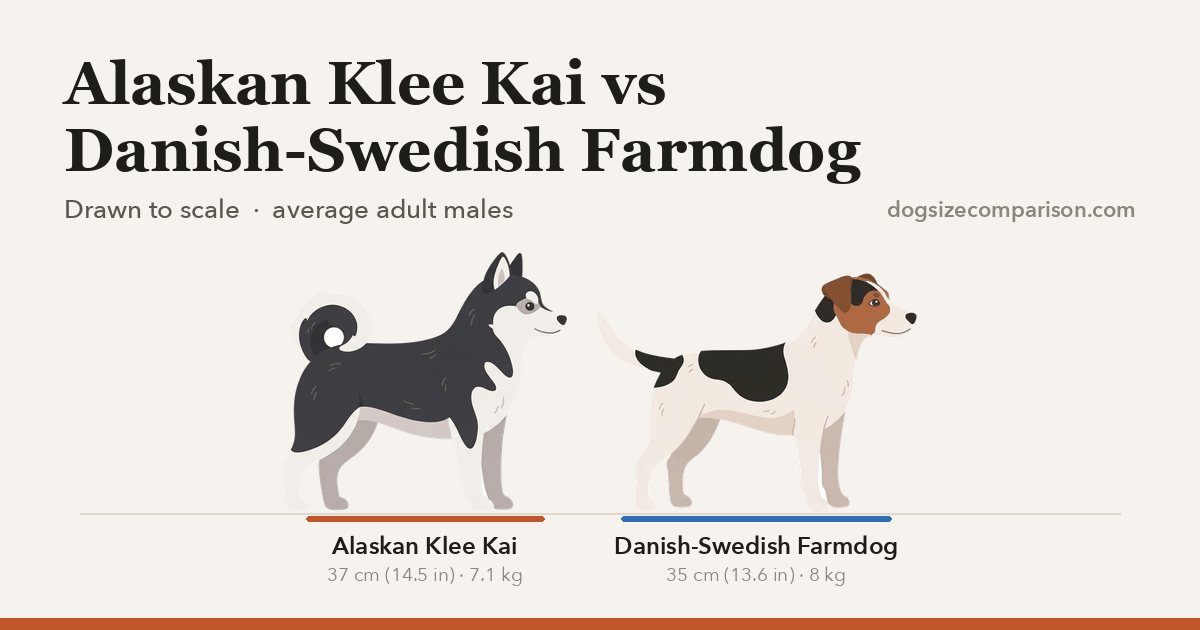 Alaskan Klee Kai vs
Danish-Swedish Farmdog
Drawn to scale · average adult males
dogsizecomparison.com
Alaskan Klee Kai
37 cm (14.5 in) · 7.1 kg
Danish-Swedish Farmdog
35 cm (13.6 in) · 8 kg